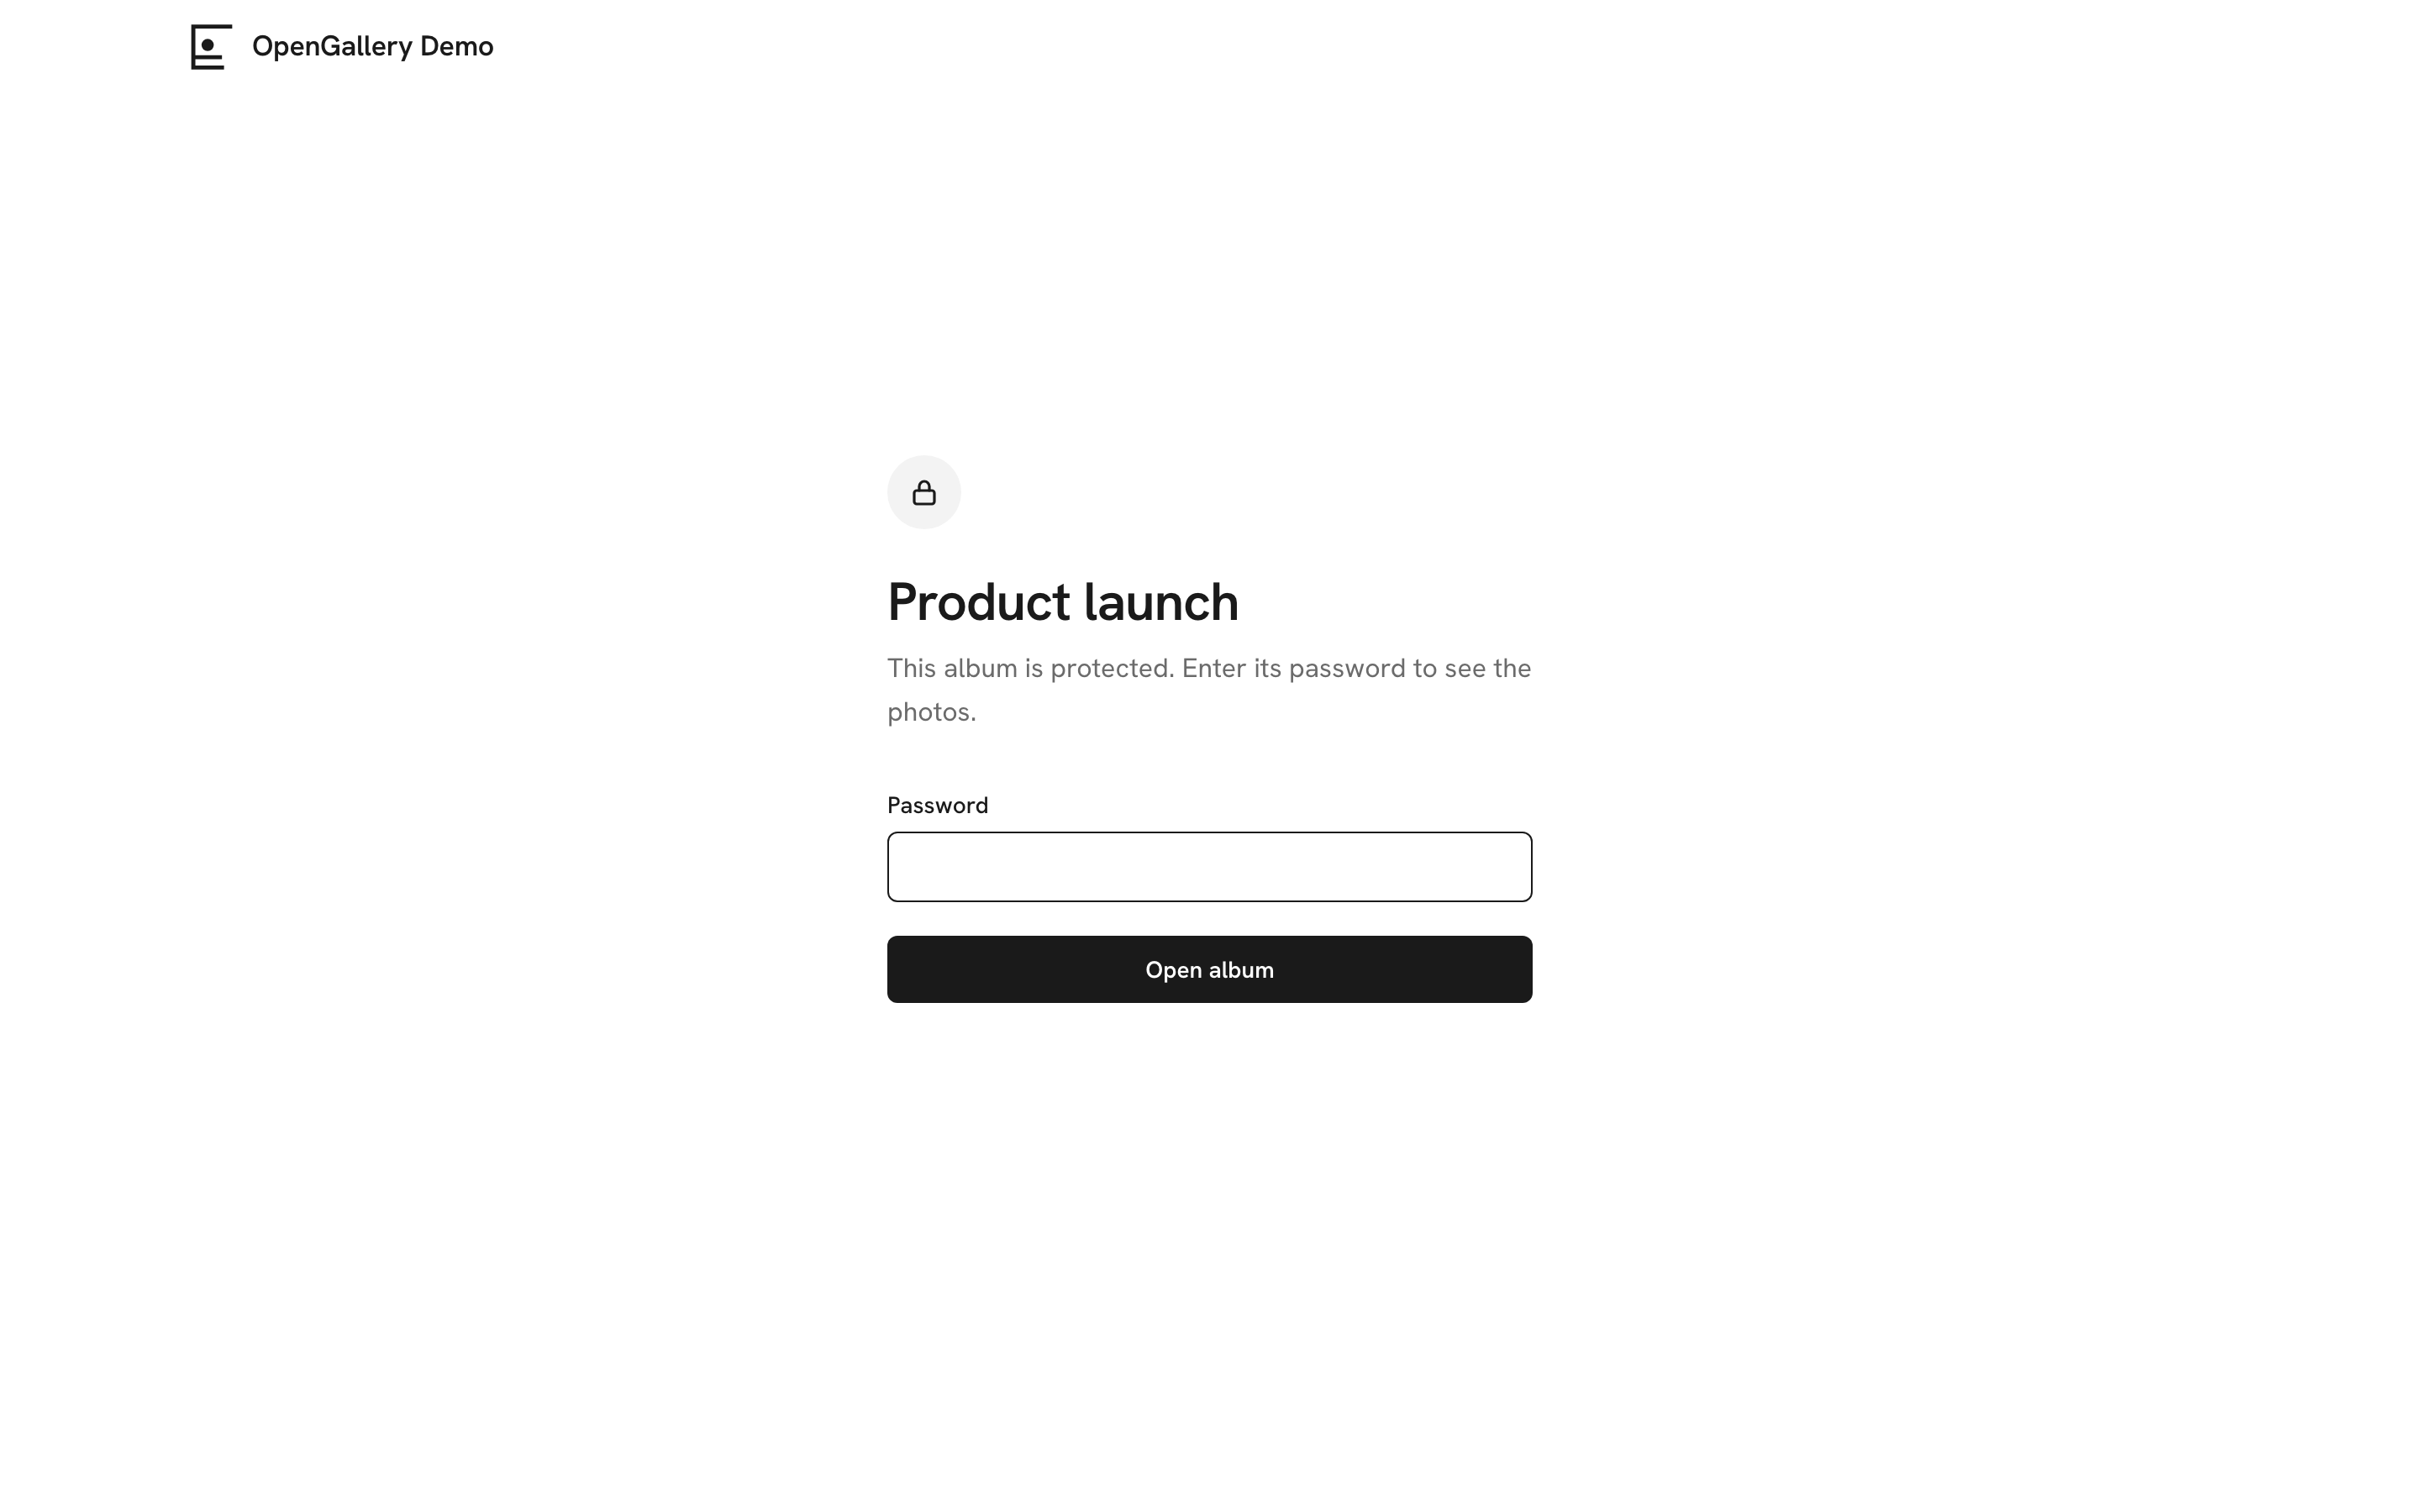 OpenGallery Demo
Product launch
This album is protected. Enter its password to see the
photos.
Password
Open album